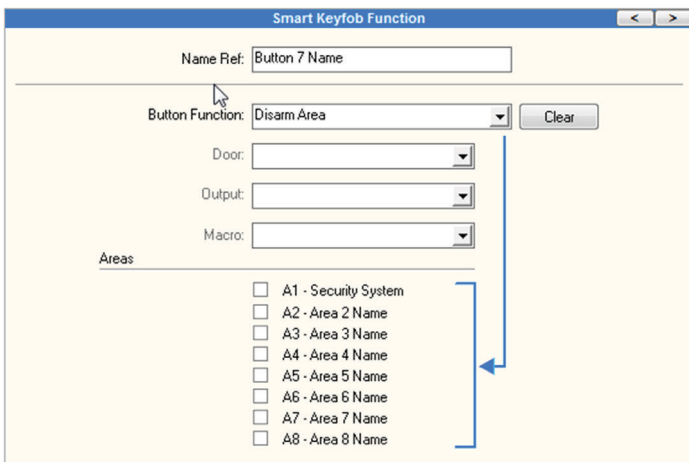 Smart Keyfob Function < >
Name Ref: Button 7 Name
Button Function: Disarm Area Clear
Door:
Output:
Macro:
Areas
A1 - Security System
A2 - Area 2 Name
A3 - Area 3 Name
A4 - Area 4 Name
A5 - Area 5 Name
A6 - Area 6 Name
A7 - Area 7 Name
A8 - Area 8 Name